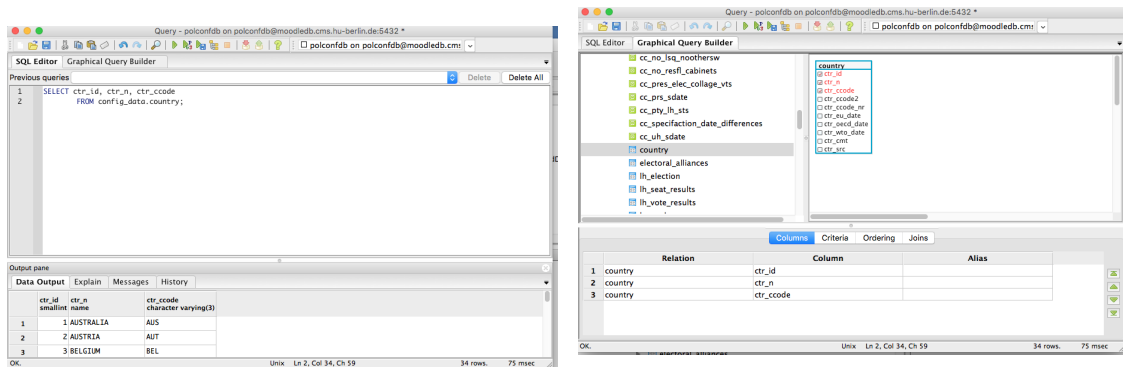 Query - polconfdb on polconfdb@moodledb.cms.hu-berlin.de:5432 *
polconfdb on polconfdb@moodledb.cms
SQL Editor Graphical Query Builder
Previous queries Delete Delete All
1 SELECT ctr_id, ctr_n, ctr_ccode
2 FROM config_data.country;
Output pane
Data Output Explain Messages History
ctr_id ctr_n ctr_ccode
smallint name character varying(3)
1 1 AUSTRALIA AUS
2 2 AUSTRIA AUT
3 3 BELGIUM BEL
OK. Unix Ln 2, Col 34, Ch 59 34 rows. 75 msec
Query - polconfdb on polconfdb@moodledb.cms.hu-berlin.de:5432 *
polconfdb on polconfdb@moodledb.cms
SQL Editor Graphical Query Builder
cc_no_lsq_noothersw
cc_no_resfl_cabinets
cc_pres_elec_collage_vts
cc_prs_sdate
cc_pty_lh_sts
cc_specifaction_date_differences
cc_uh_sdate
country
electoral_alliances
lh_election
lh_seat_results
lh_vote_results
country
ctr_id
ctr_n
ctr_ccode
ctr_ccode2
ctr_ccode_nr
ctr_eu_date
ctr_oecd_date
ctr_wto_date
ctr_cmt
ctr_src
Columns Criteria Ordering Joins
Relation Column Alias
1 country ctr_id
2 country ctr_n
3 country ctr_ccode
OK. Unix Ln 2, Col 34, Ch 59 34 rows. 75 msec
electoral_alliances